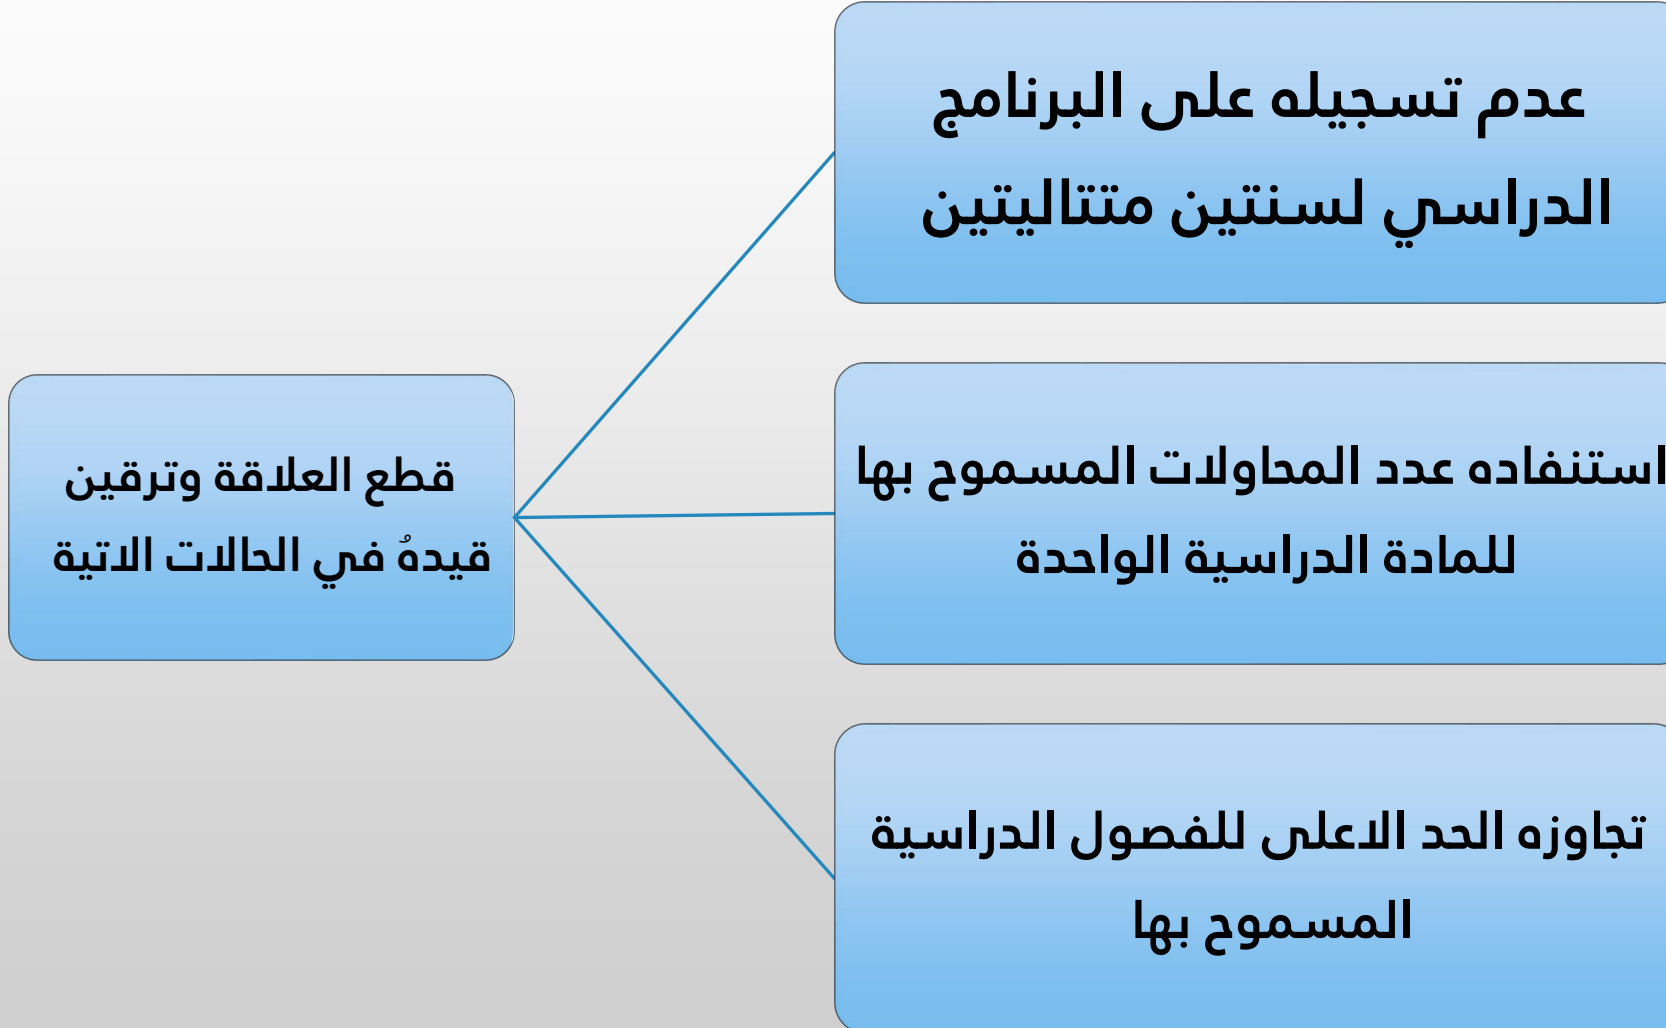 قطع العلاقة وترقين
قيدهُ في الحالات الاتية
عدم تسجيله على البرنامج
الدراسي لسنتين متتاليتين
استنفاده عدد المحاولات المسموح بها
للمادة الدراسية الواحدة
تجاوزه الحد الاعلى للفصول الدراسية
المسموح بها